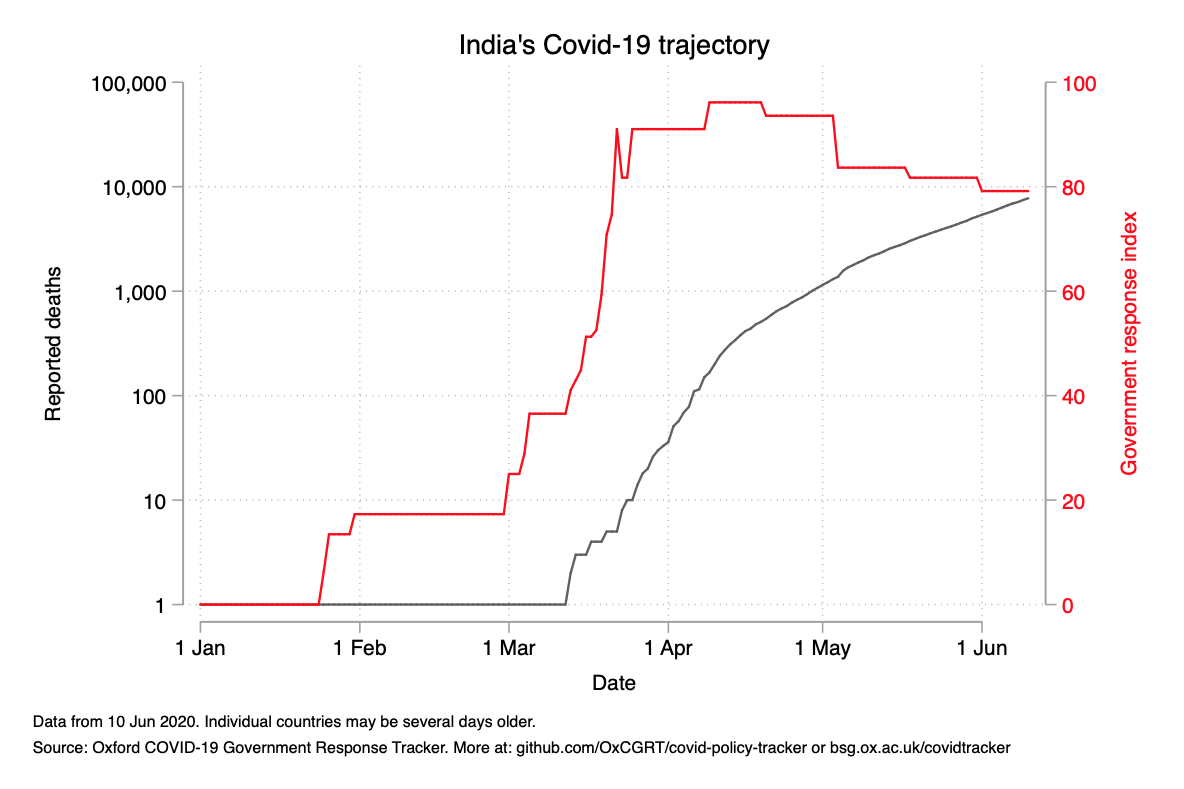 India's Covid-19 trajectory
100,000
10,000
1,000
100
10
1
Reported deaths
100
80
60
40
20
0
Government response index
1 Jan
1 Feb
1 Mar
1 Apr
1 May
1 Jun
Date
Data from 10 Jun 2020. Individual countries may be several days older.
Source: Oxford COVID-19 Government Response Tracker. More at: github.com/OxCGRT/covid-policy-tracker or bsg.ox.ac.uk/covidtracker